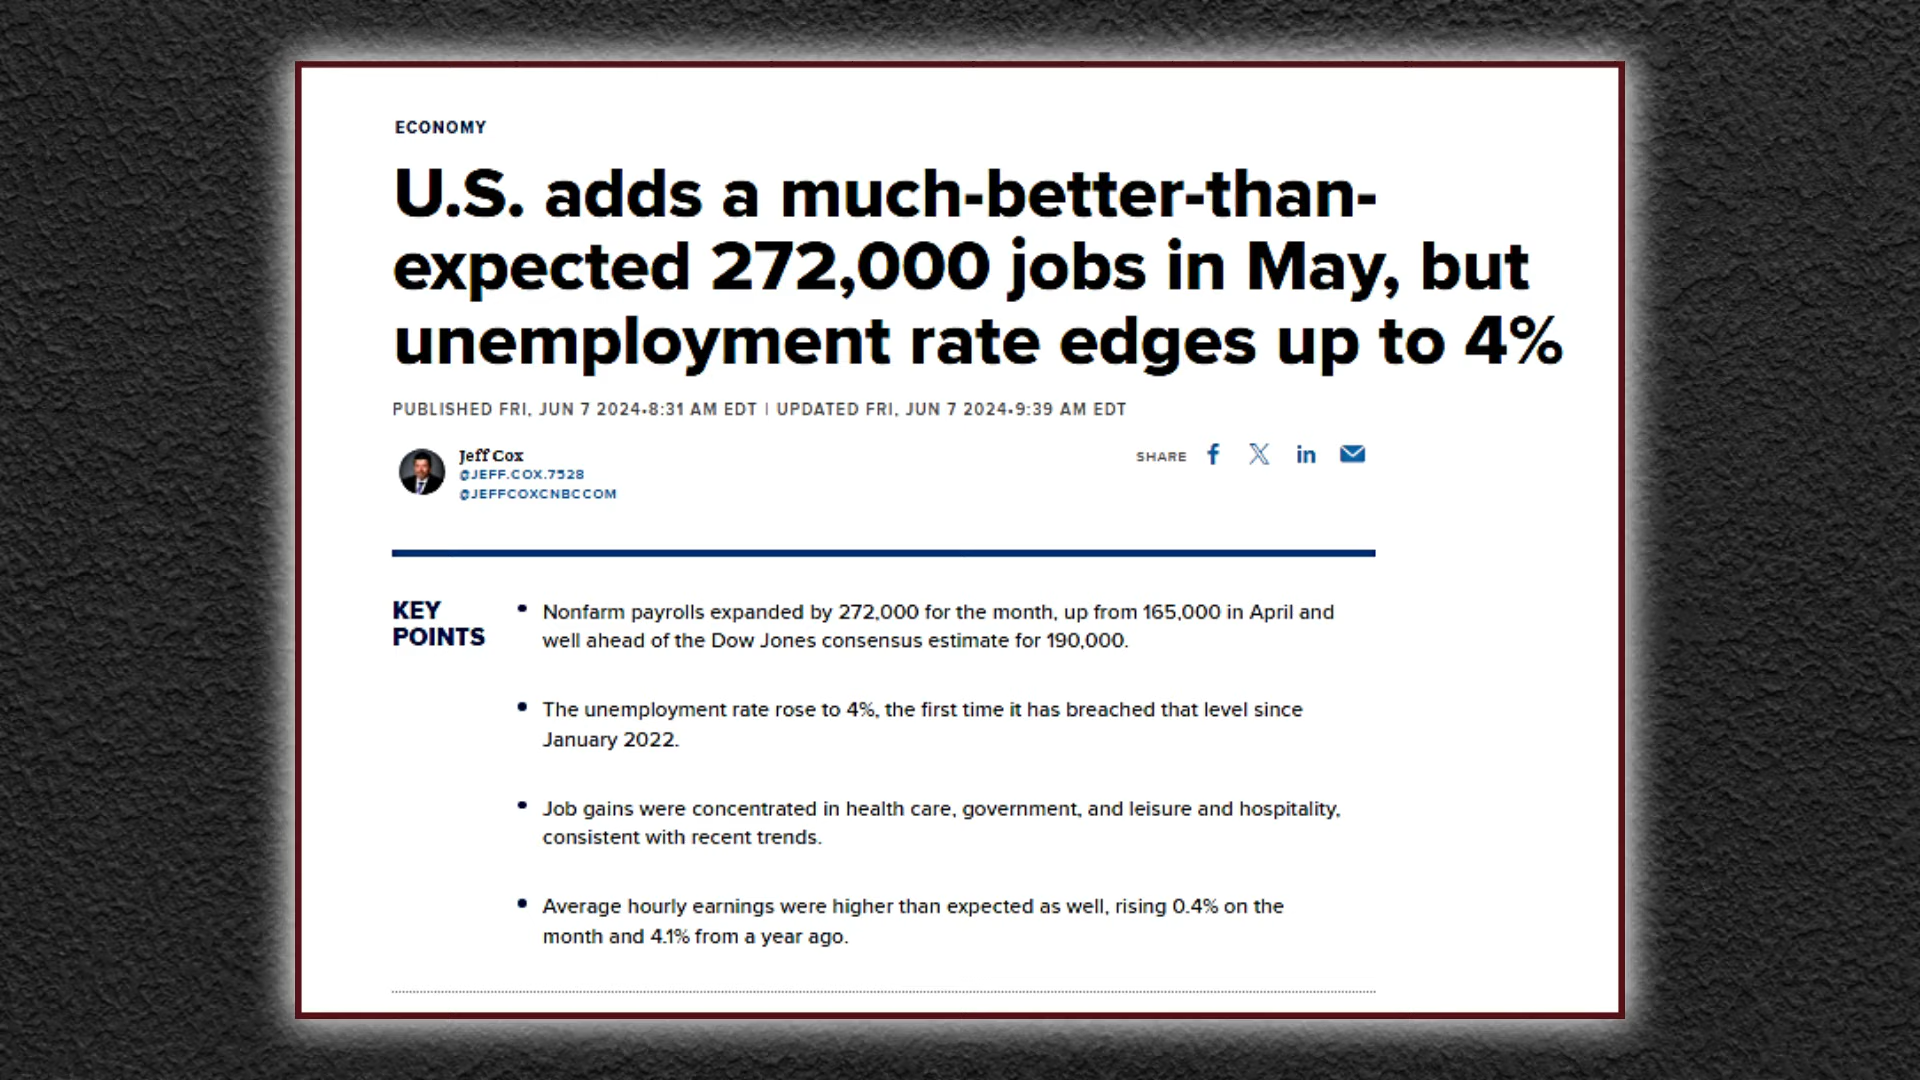 ECONOMY
U.S. adds a much-better-than-
expected 272,000 jobs in May, but
unemployment rate edges up to 4%
PUBLISHED FRI, JUN 7 2024•8:31 AM EDT | UPDATED FRI, JUN 7 2024•9:39 AM EDT
Jeff Cox
@JEFF.COX.7528
@JEFFCOXCNBCCOM
SHARE
KEY
POINTS
• Nonfarm payrolls expanded by 272,000 for the month, up from 165,000 in April and
well ahead of the Dow Jones consensus estimate for 190,000.
• The unemployment rate rose to 4%, the first time it has breached that level since
January 2022.
• Job gains were concentrated in health care, government, and leisure and hospitality,
consistent with recent trends.
• Average hourly earnings were higher than expected as well, rising 0.4% on the
month and 4.1% from a year ago.